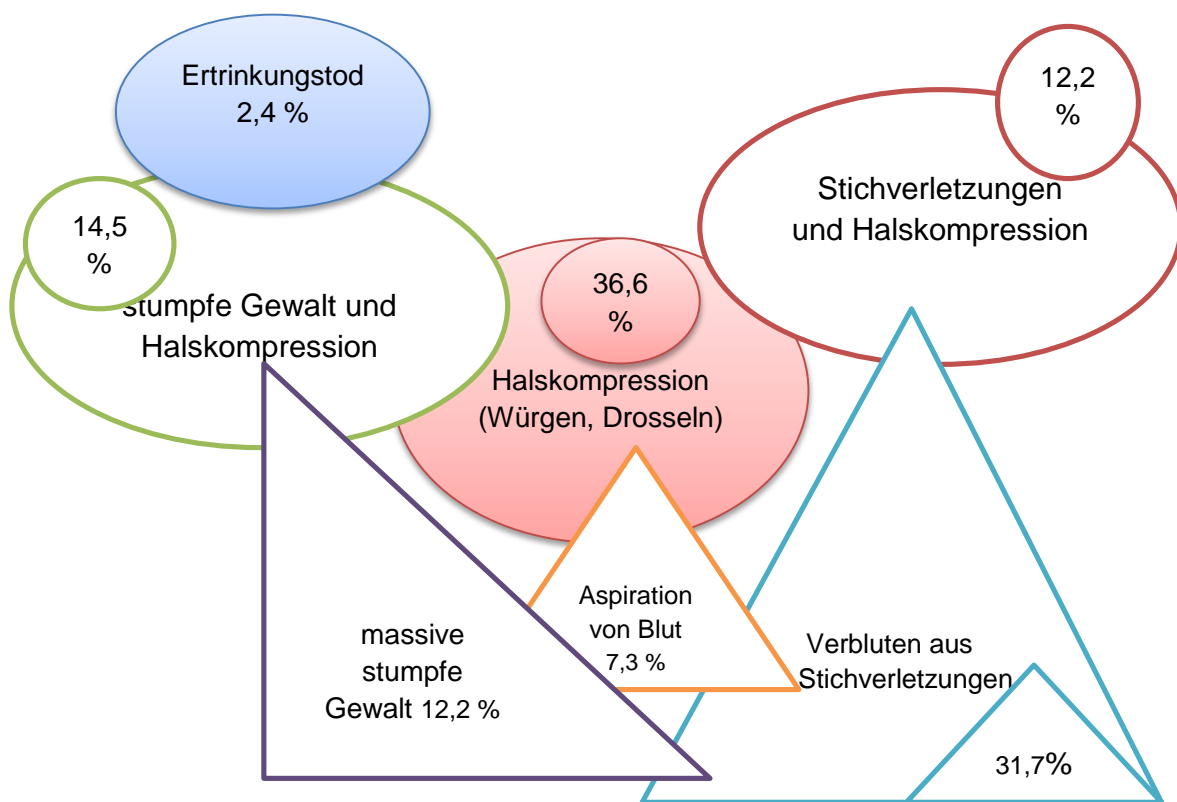 Ertrinkungstod
2,4 %
14,5
%
stumpfe Gewalt und
Halskompression
36,6
%
Halskompression
(Würgen, Drosseln)
12,2
%
Stichverletzungen
und Halskompression
massive
stumpfe
Gewalt 12,2 %
Aspiration
von Blut
7,3 %
Verbluten aus
Stichverletzungen
31,7%